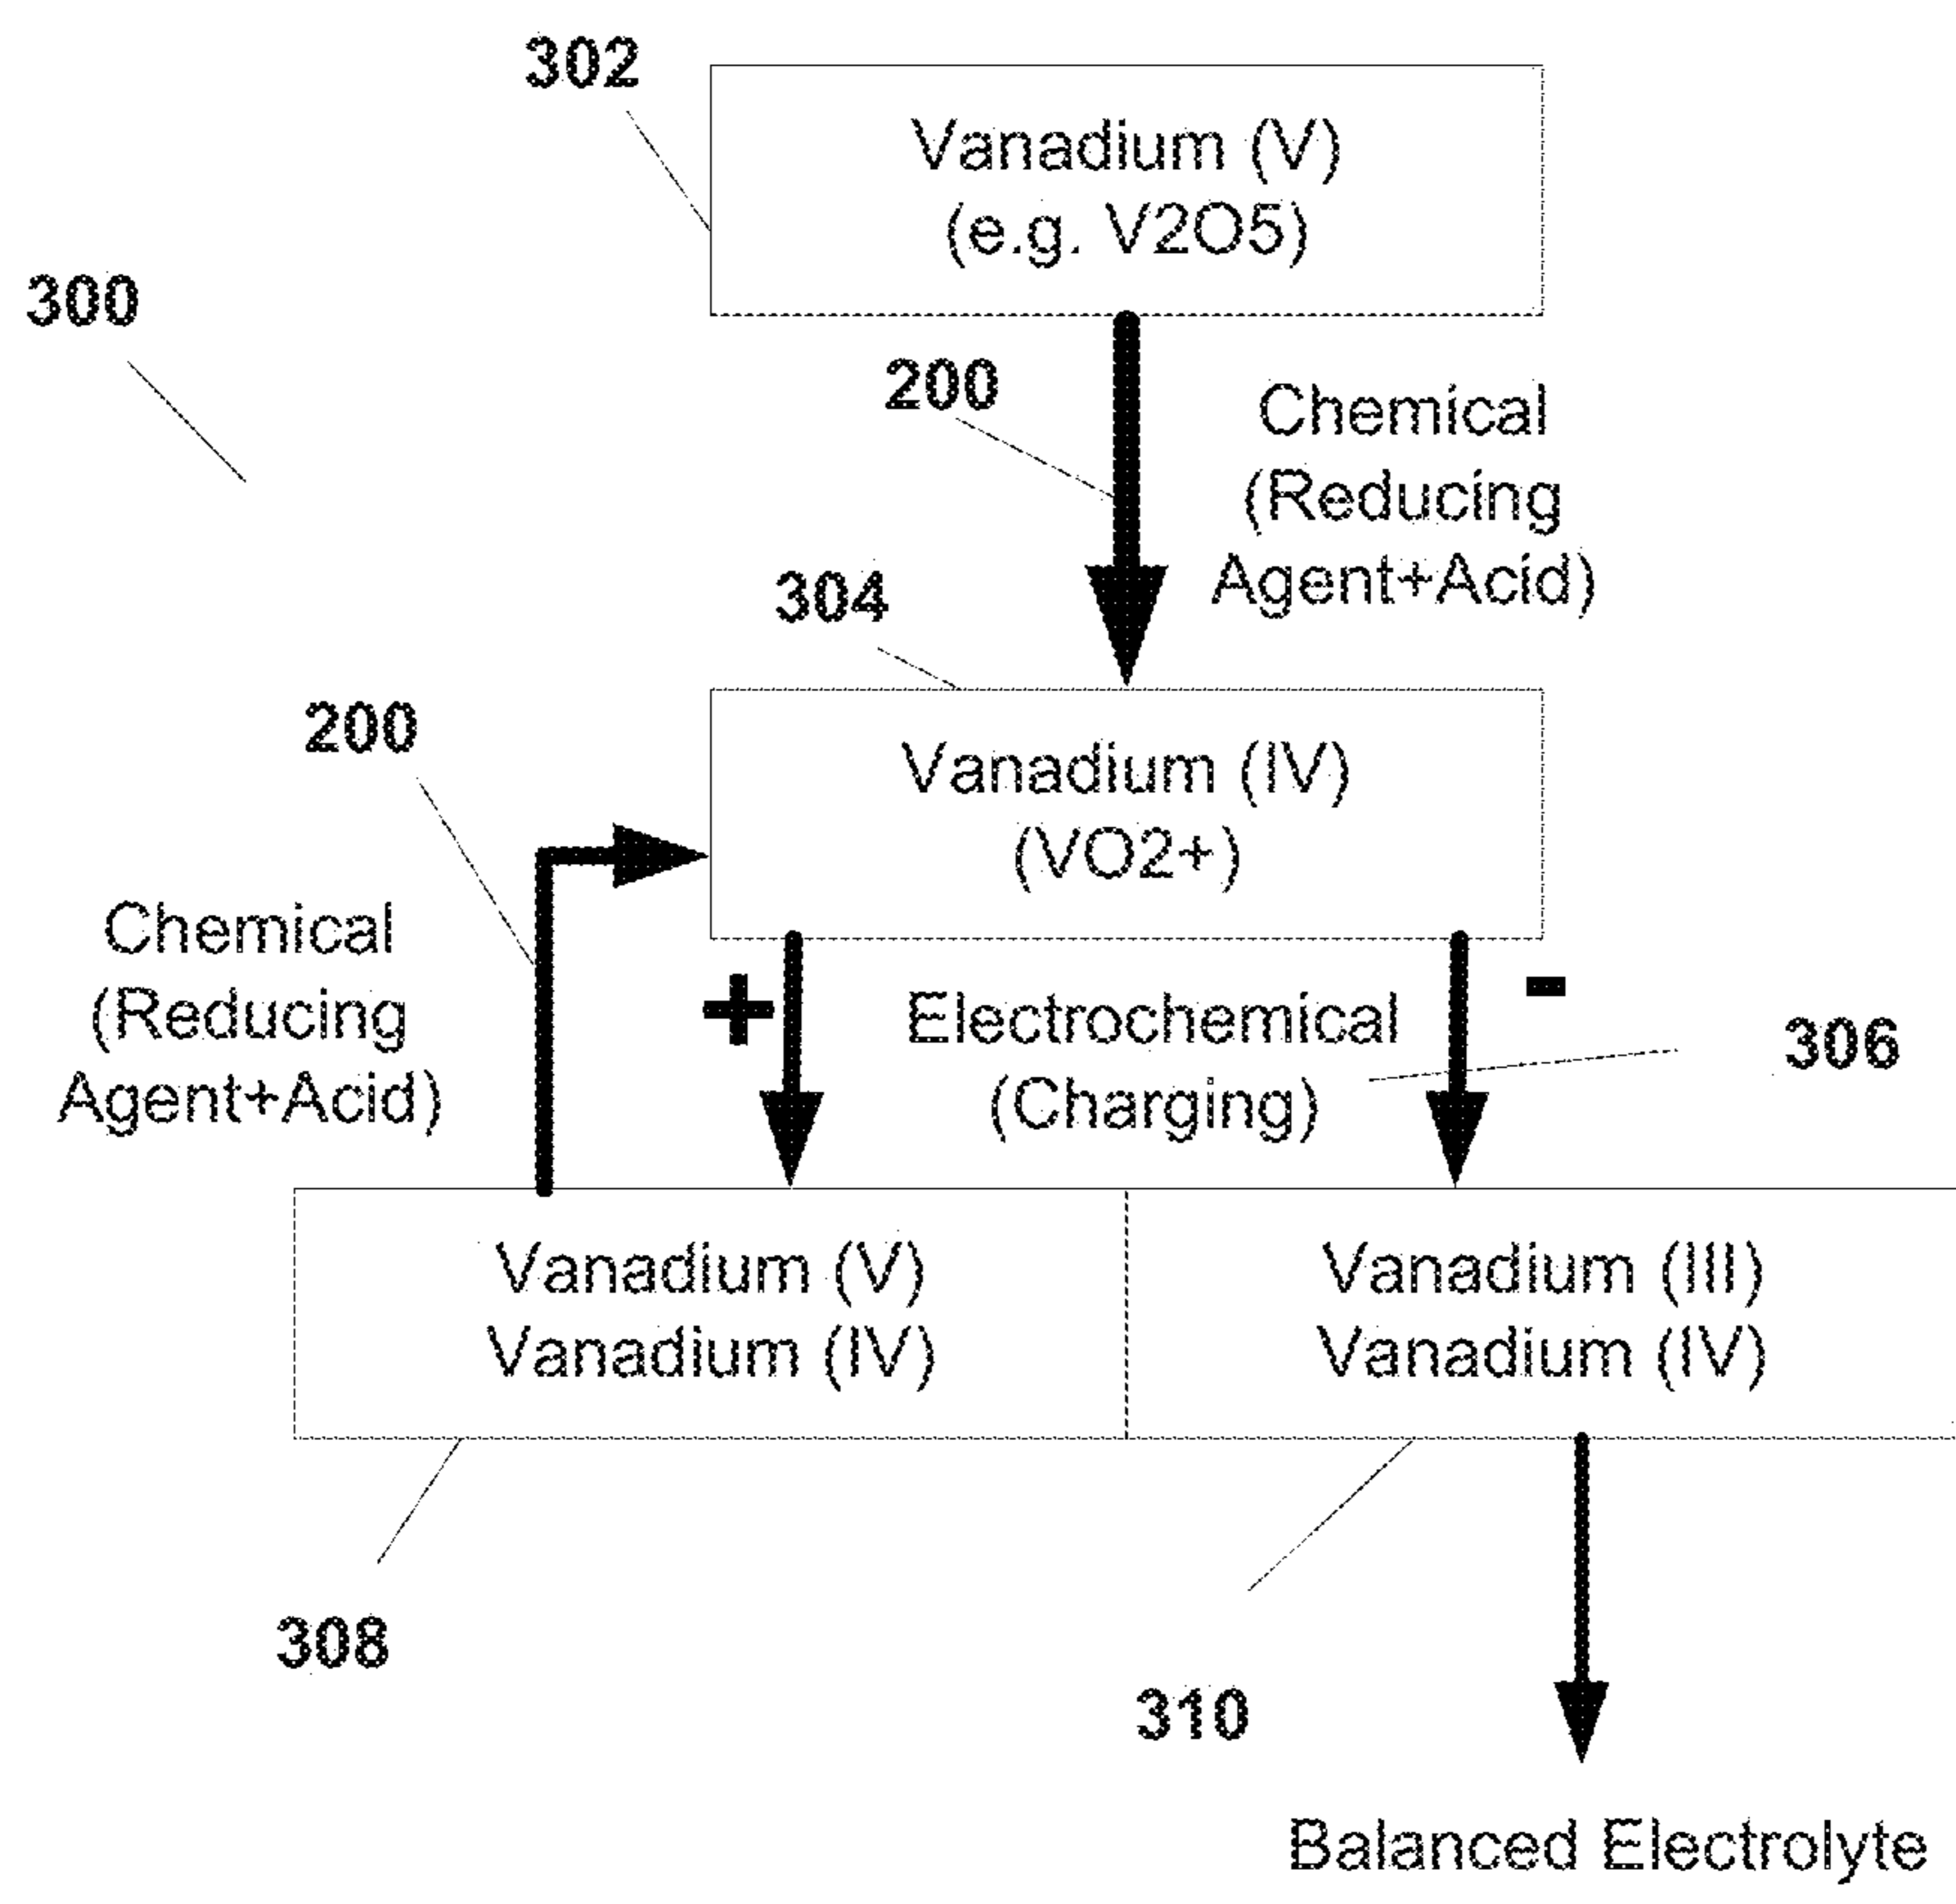 302
Vanadium (V)
(e.g. V2O5)
300
200
Chemical
(Reducing
Agent+Acid)
304
200
Vanadium (IV)
(VO2+)
Chemical
(Reducing
Agent+Acid)
+
-
Electrochemical
(Charging)
306
Vanadium (V)
Vanadium (IV)
Vanadium (III)
Vanadium (IV)
308
310
Balanced Electrolyte